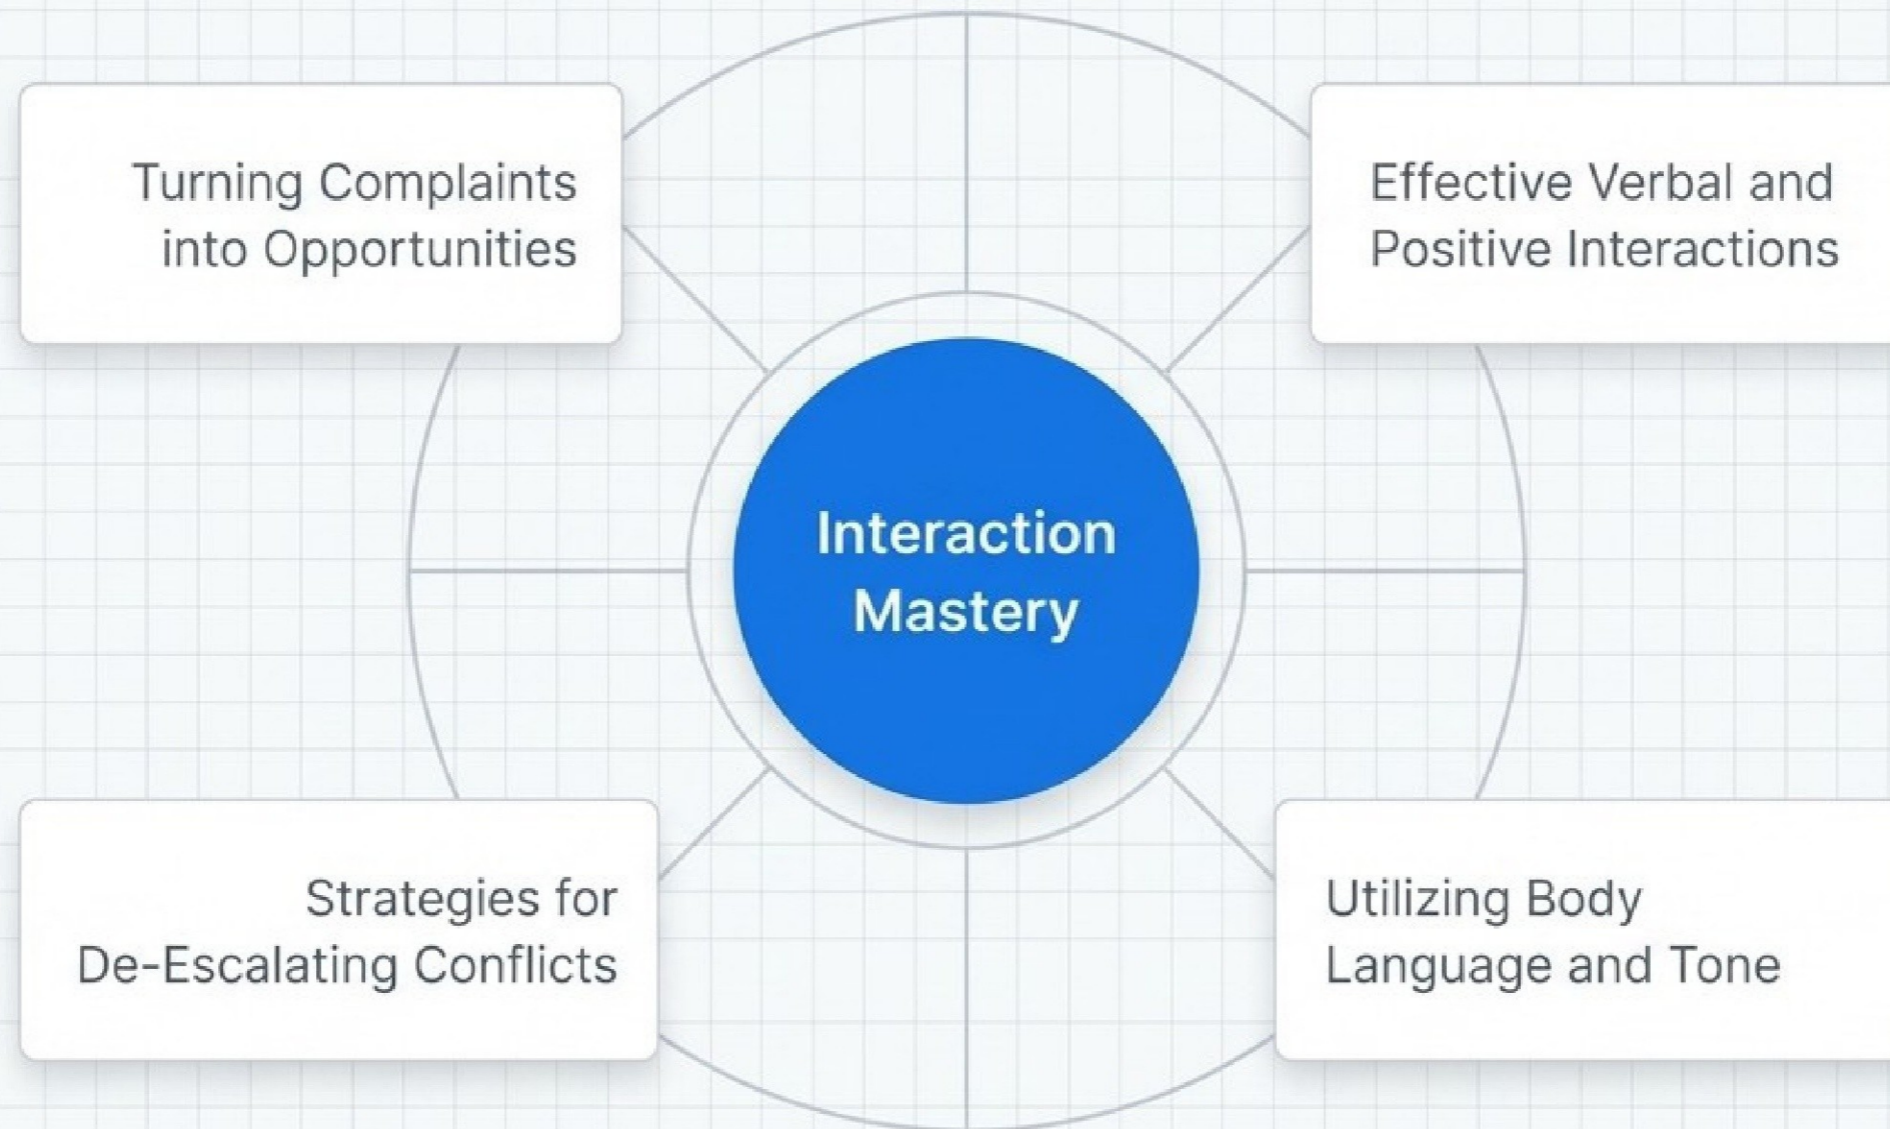 Turning Complaints
into Opportunities
Effective Verbal and
Positive Interactions
Interaction
Mastery
Strategies for
De-Escalating Conflicts
Utilizing Body
Language and Tone